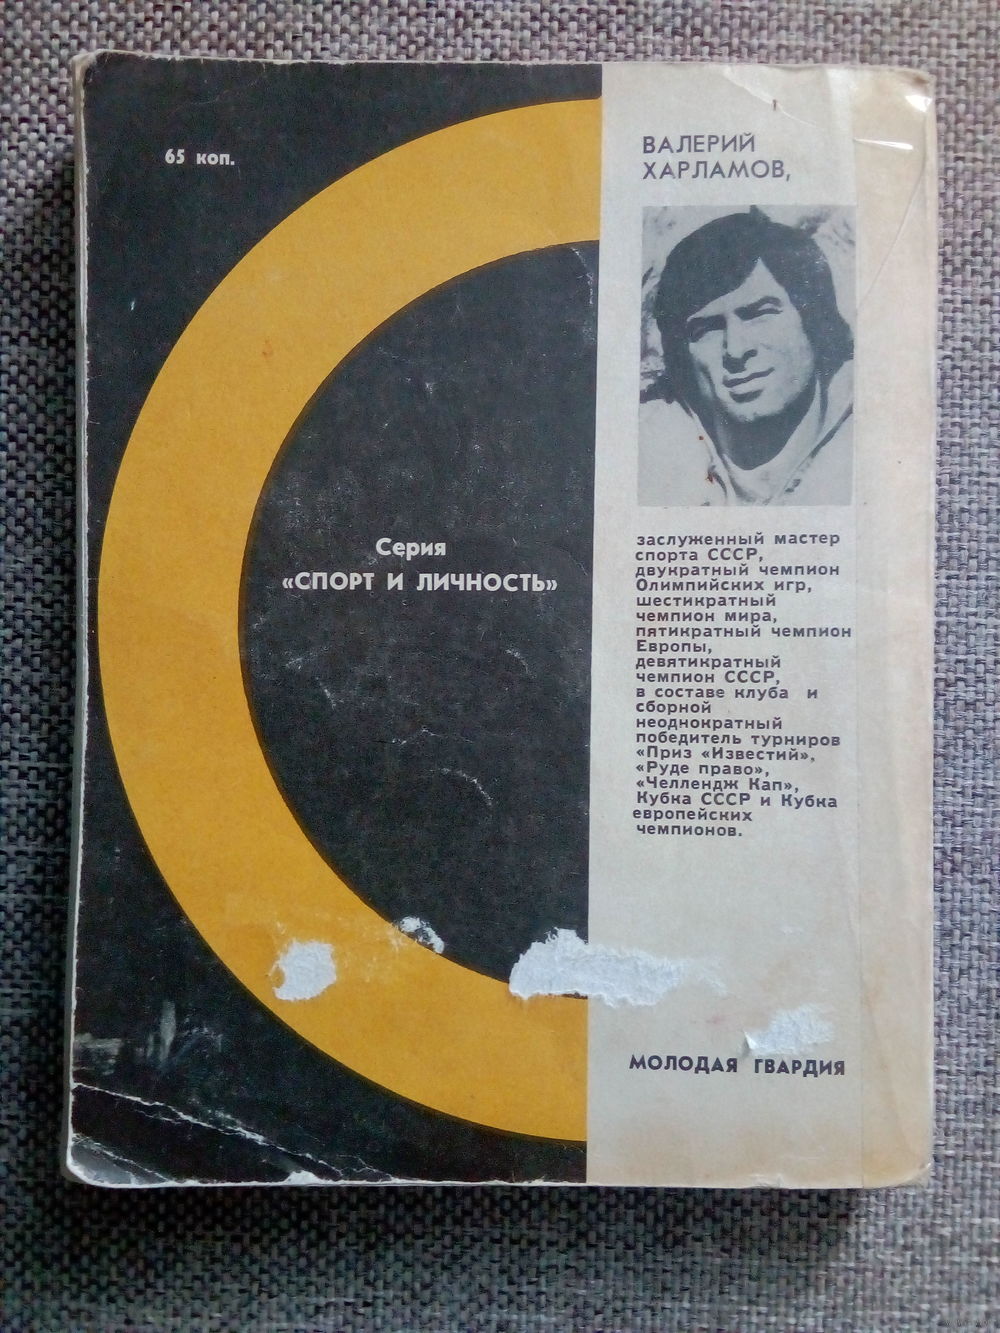 65 коп.
Серия
«СПОРТ И ЛИЧНОСТЬ»
ВАЛЕРИЙ
ХАРЛАМОВ,
заслуженный мастер
спорта СССР,
двукратный чемпион
Олимпийских игр,
шестикратный
чемпион мира,
пятикратный чемпион
Европы,
девятикратный
чемпион СССР,
в составе клуба и
сборной
неоднократный
победитель турниров
«Приз «Известий»,
«Руде право»,
«Челлендж Кап»,
Кубка СССР и Кубка
европейских
чемпионов.
МОЛОДАЯ ГВАРДИЯ